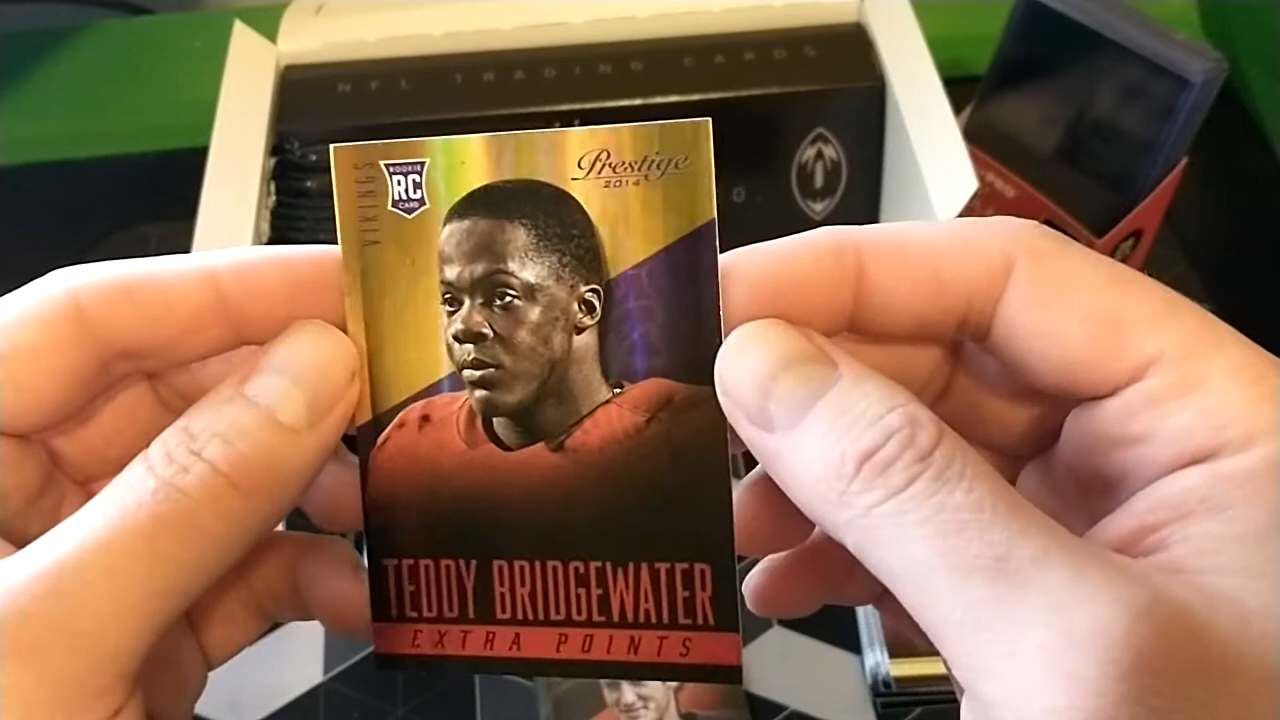 NFL TRADING CARDS
VIKINGS
ROOKIE
RC
CARD
Prestige
2014
TEDDY BRIDGEWATER
EXTRA POINTS